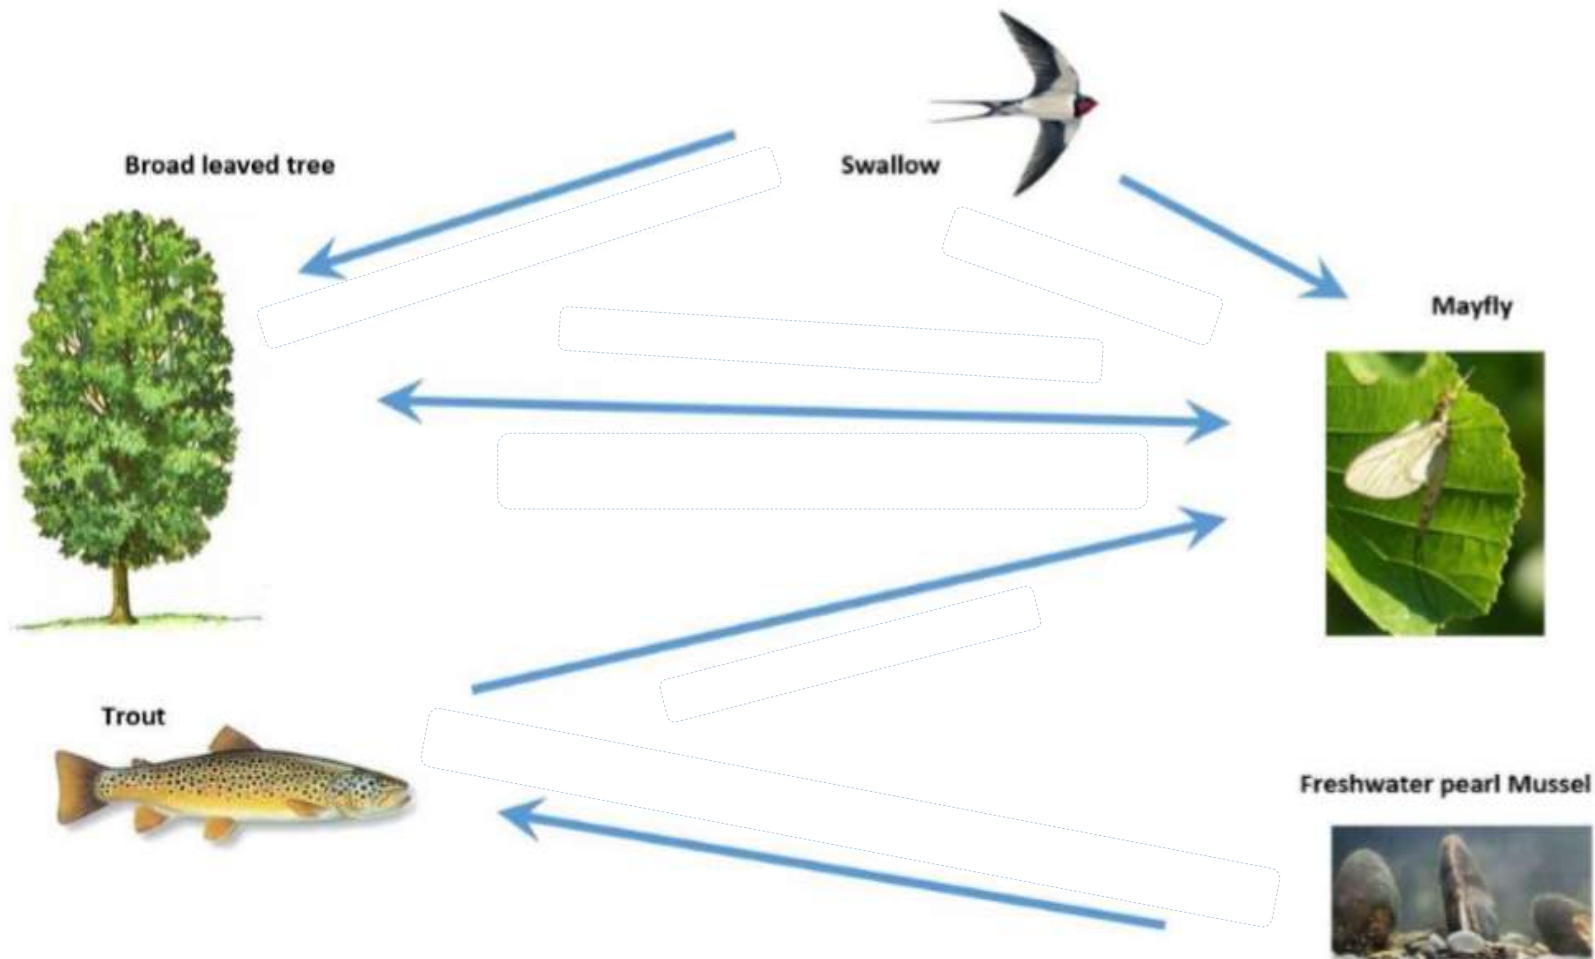 Broad leaved tree
Swallow
Mayfly
Trout
Freshwater pearl Mussel